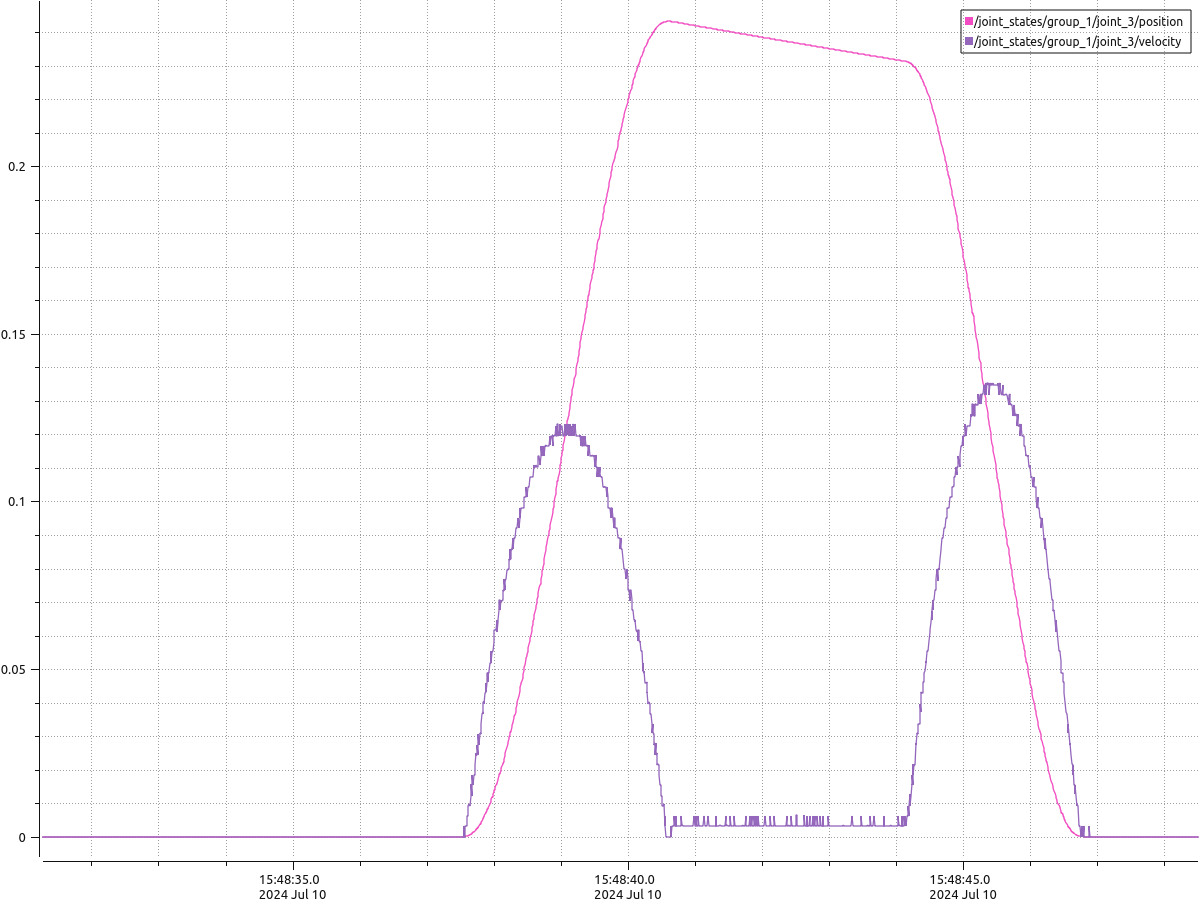 /joint_states/group_1/joint_3/position
/joint_states/group_1/joint_3/velocity
0.2
0.15
0.1
0.05
0
15:48:35.0
2024 Jul 10
15:48:40.0
2024 Jul 10
15:48:45.0
2024 Jul 10